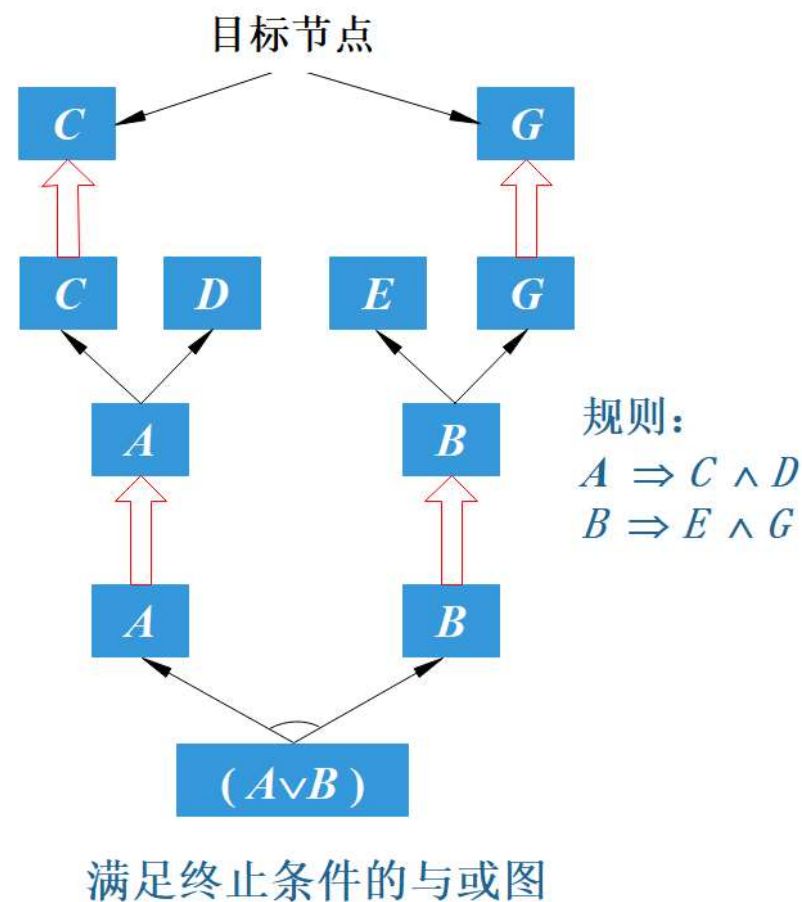 目标节点
C G
C D E G
A B
规则：
A ⇒ C ∧ D
B ⇒ E ∧ G
A B
( A∨B )
满足终止条件的与或图